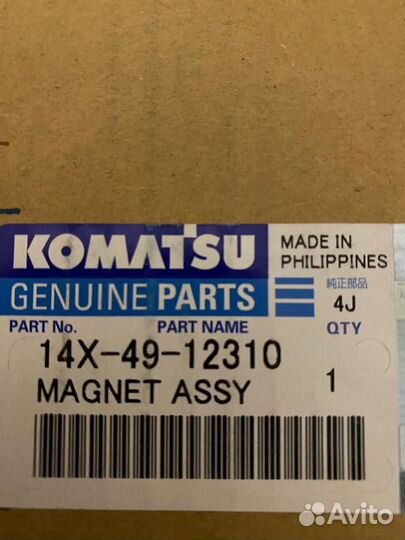 KOMATSU
MADE IN
PHILIPPINES
GENUINE PARTS
純正部品
4J
PART No.
PART NAME
QTY
14X-49-12310
MAGNET ASSY
1
Avito